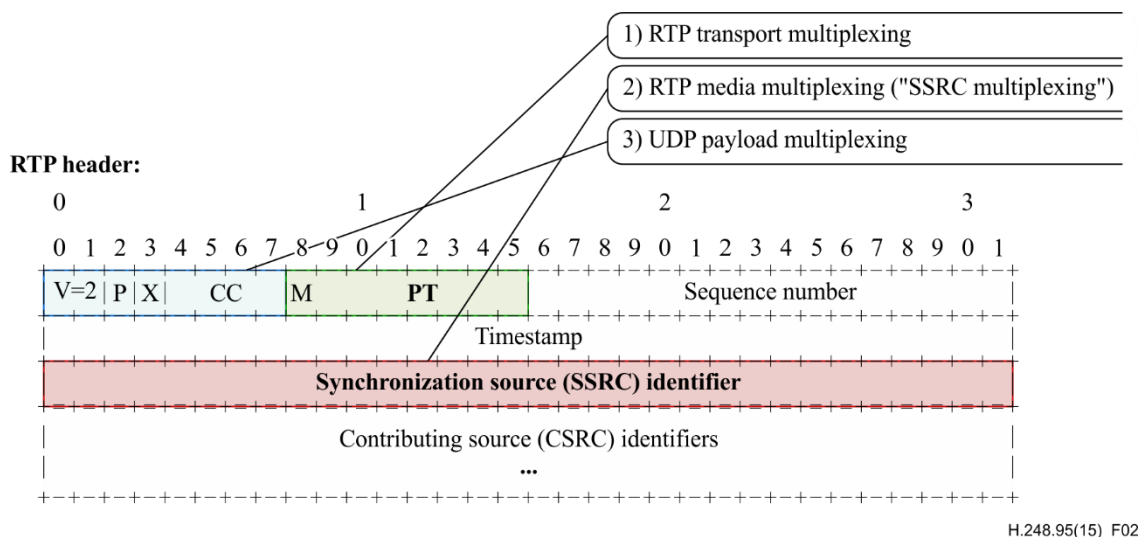 1) RTP transport multiplexing
2) RTP media multiplexing ("SSRC multiplexing")
3) UDP payload multiplexing
RTP header:
0 1 2 3
0 1 2 3 4 5 6 7 8 9 0 1 2 3 4 5 6 7 8 9 0 1 2 3 4 5 6 7 8 9 0 1
V=2 | P | X | CC M PT Sequence number
Timestamp
Synchronization source (SSRC) identifier
Contributing source (CSRC) identifiers
...
H.248.95(15)_F02